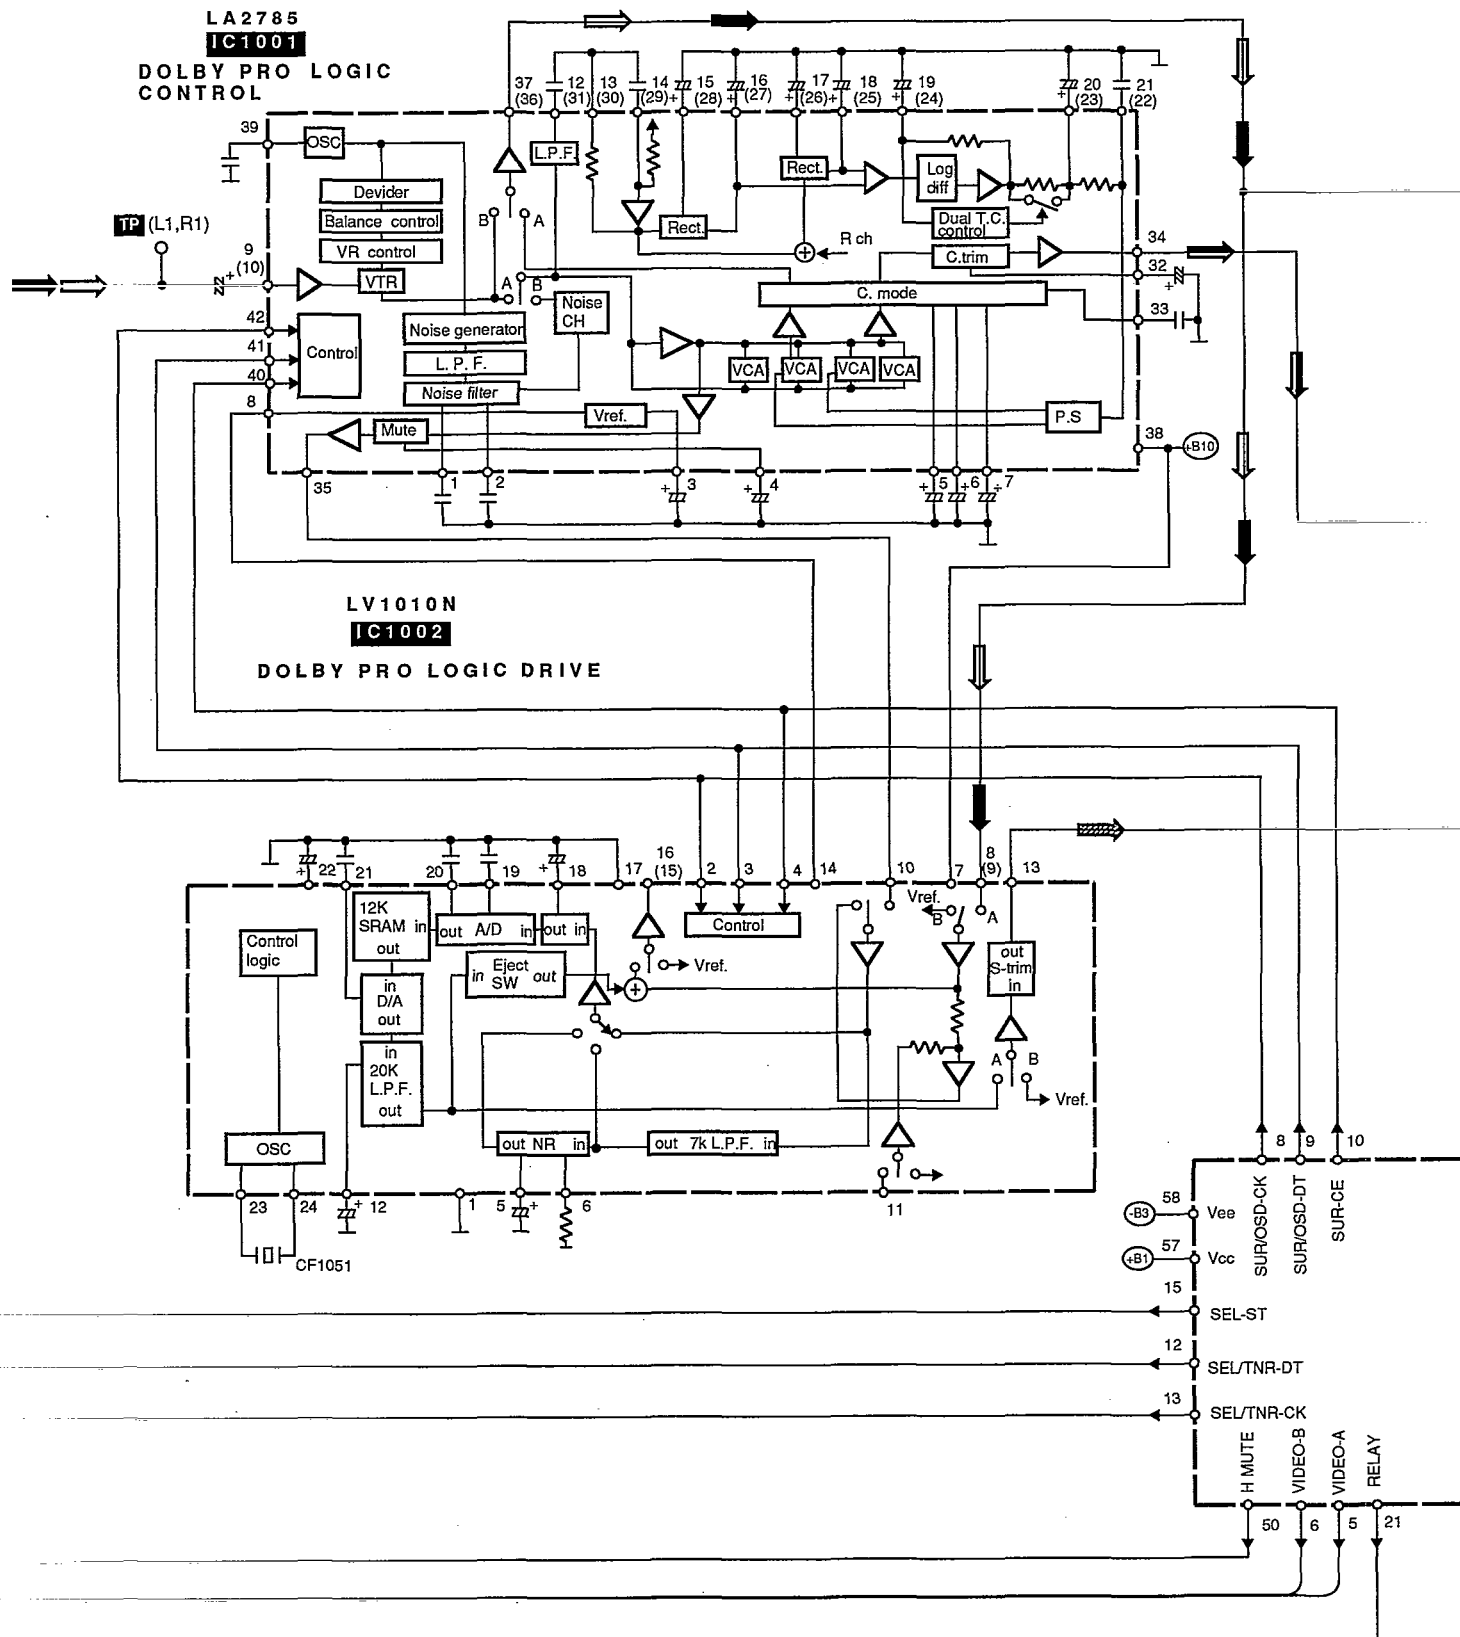 LA2785
IC1001
DOLBY PRO LOGIC
CONTROL
37
(36)
12
(31)
13
(30)
14
(29)
+
15
(28)
+
16
(27)
+
17
(26)
+
18
(25)
+
19
(24)
+
20
(23)
21
(22)
39
OSC
L.P.F.
Rect.
Log
diff
Devider
Balance control
VR control
VTR
B
A
Rect.
Dual T.C.
control
R ch
C.trim
34
32
+
33
TP (L1,R1)
9
(10)
+
A
B
Noise
CH
C. mode
42
41
40
8
Control
Noise generator
L. P. F.
Noise filter
VCA
VCA
VCA
VCA
Vref.
P.S
Mute
38
+B10
35
1
2
+
3
+
4
+
5
+
6
+
7
LV1010N
IC1002
DOLBY PRO LOGIC DRIVE
+
22
21
20
19
+
18
17
16
(15)
2
3
4
14
10
7
8
(9)
13
12K
SRAM in
out
out A/D in
out in
Control
Vref.
B
A
Control
logic
in Eject out
SW
Vref.
out
S-trim
in
in
D/A
out
in
20K
L.P.F.
out
A
B
Vref.
OSC
out NR in
out 7k L.P.F. in
23
24
+
12
1
5
+
6
11
CF1051
8
9
10
SUR/OSD-CK
SUR/OSD-DT
SUR-CE
-B3
58
Vee
+B1
57
Vcc
15
SEL-ST
12
SEL/TNR-DT
13
SEL/TNR-CK
H MUTE
VIDEO-B
VIDEO-A
RELAY
50
6
5
21